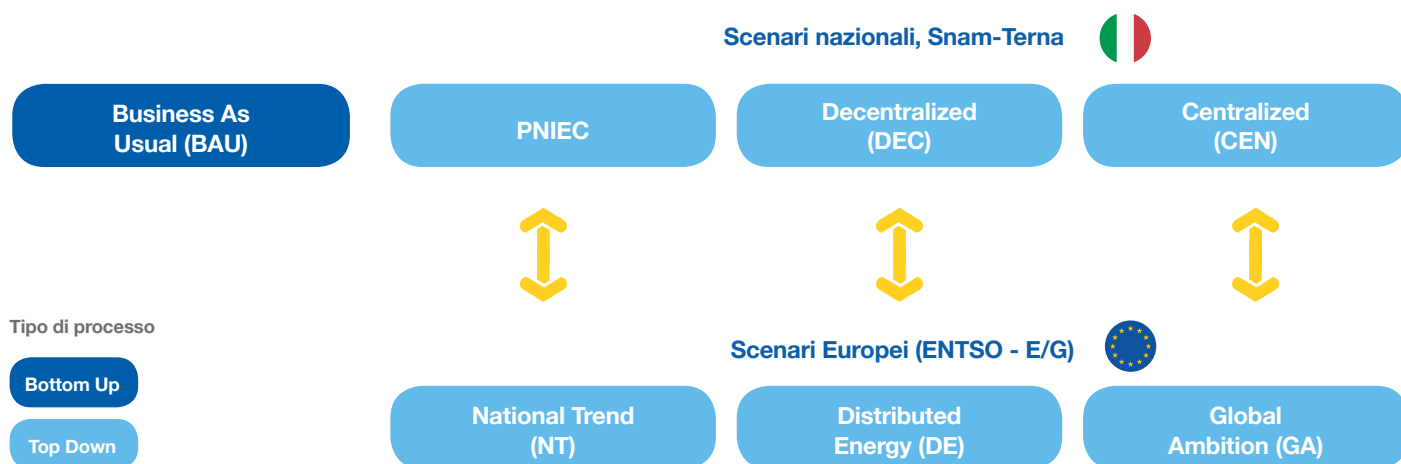 Scenari nazionali, Snam-Terna
Business As
Usual (BAU)
PNIEC
Decentralized
(DEC)
Centralized
(CEN)
Tipo di processo
Bottom Up
Top Down
Scenari Europei (ENTSO - E/G)
National Trend
(NT)
Distributed
Energy (DE)
Global
Ambition (GA)